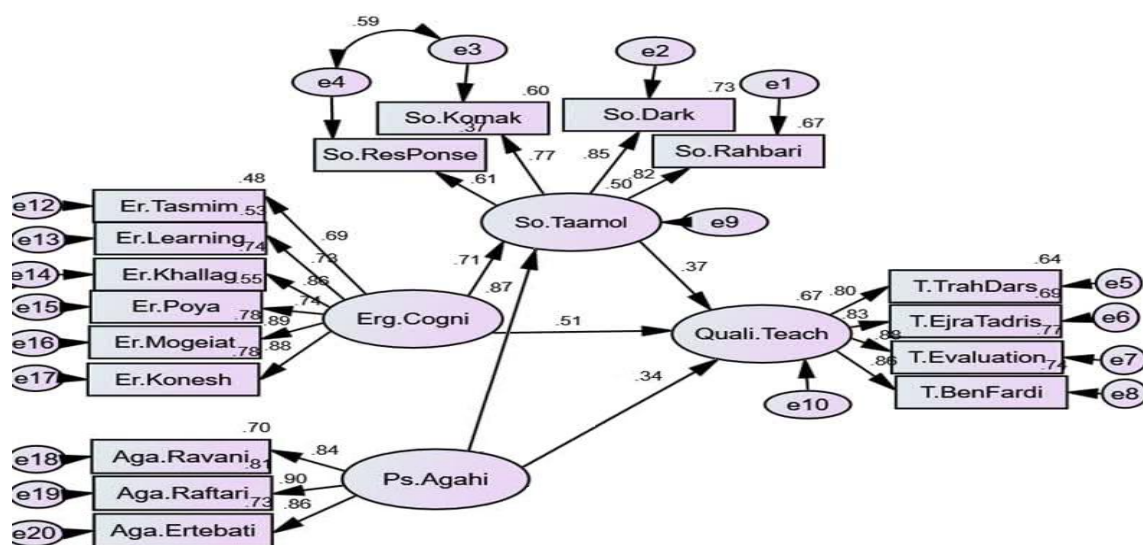 .59
e3
e2
e4
e1
.60
.73
So.Komak
So.Dark
.67
.37
So.ResPonse
So.Rahbari
.77
.85
.82
.61
.50
.48
e12
Er.Tasmim
So.Taamol
e9
.53
e13
Er.Learning
.69
.74
.73
.71
.37
.64
e14
Er.Khallag
.87
T.TrahDars
e5
.55
.86
.67
.80
.69
e15
Er.Poya
.74
Erg.Cogni
.51
Quali.Teach
.83
T.EjraTadris
e6
.78
.89
.88
.77
e16
Er.Mogeiat
T.Evaluation
e7
.78
.88
.86
.74
e17
Er.Konesh
.34
T.BenFardi
e8
e10
.70
e18
Aga.Ravani
.84
.81
Ps.Agahi
e19
Aga.Raftari
.90
.73
.86
e20
Aga.Ertebati